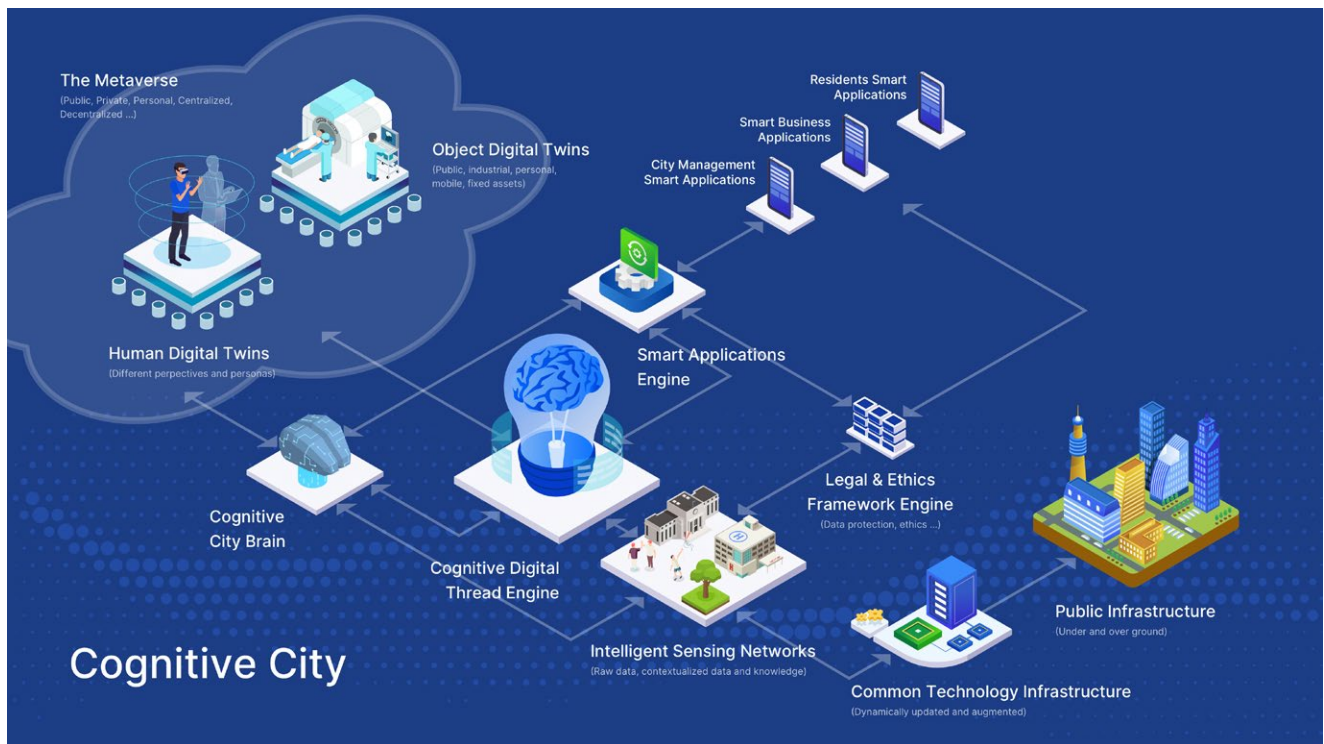 The Metaverse
(Public, Private, Personal, Centralized,
Decentralized ...)
Object Digital Twins
(Public, industrial, personal,
mobile, fixed assets)
Human Digital Twins
(Different perpectives and personas)
Residents Smart
Applications
Smart Business
Applications
City Management
Smart Applications
Smart Applications
Engine
Cognitive
City Brain
Cognitive Digital
Thread Engine
Legal & Ethics
Framework Engine
(Data protection, ethics ...)
H
Intelligent Sensing Networks
(Raw data, contextualized data and knowledge)
Public Infrastructure
(Under and over ground)
Common Technology Infrastructure
(Dynamically updated and augmented)
Cognitive City